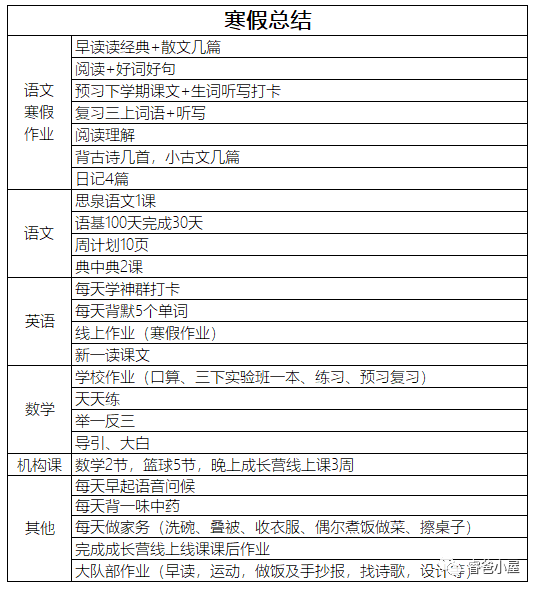 寒假总结
语文
寒假
作业
早读读经典+散文几篇
阅读+好词好句
预习下学期课文+生词听写打卡
复习三上词语+听写
阅读理解
背古诗几首，小古文几篇
日记4篇
语文
思泉语文1课
语基100天完成30天
周计划10页
典中典2课
英语
每天学神群打卡
每天背默5个单词
线上作业（寒假作业）
新一读课文
数学
学校作业（口算、三下实验班一本、练习、预习复习）
天天练
举一反三
导引、大白
机构课
数学2节，篮球5节，晚上成长营线上课3周
其他
每天早起语音问候
每天背一味中药
每天做家务（洗碗、叠被、收衣服、偶尔煮饭做菜、擦桌子）
完成成长营线上线课课后作业
大队部作业（早读，运动，做饭及手抄报，找诗歌，设计等）
睿爸小屋